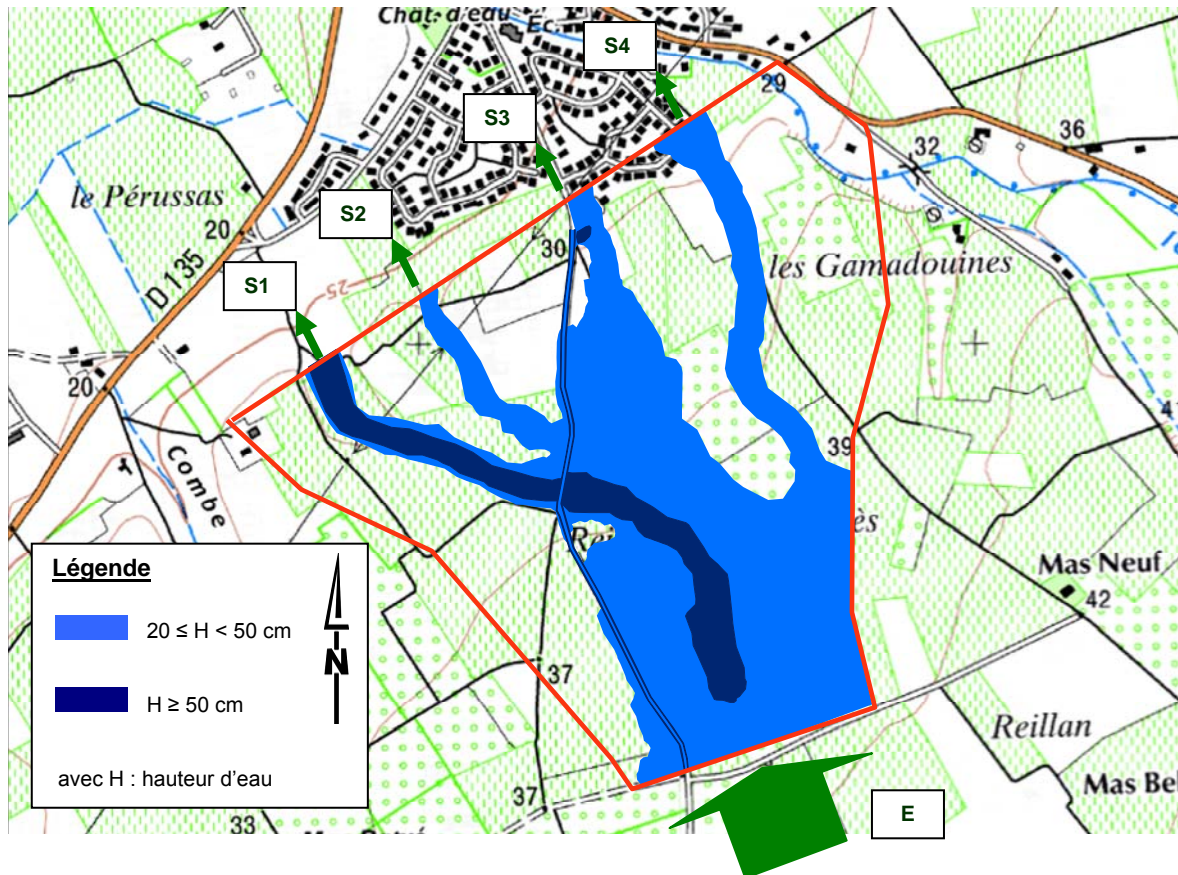 Chât. d'eau
Ec
S4
29
S3
36
32
le Pérussas
S2
20
30
les Gamadouines
D 135
S1
25
20
39
Combe
ès
Mas Neuf
42
Légende
20 ≤ H < 50 cm
N
H ≥ 50 cm
avec H : hauteur d'eau
37
Reillan
37
Mas Bel
33
E